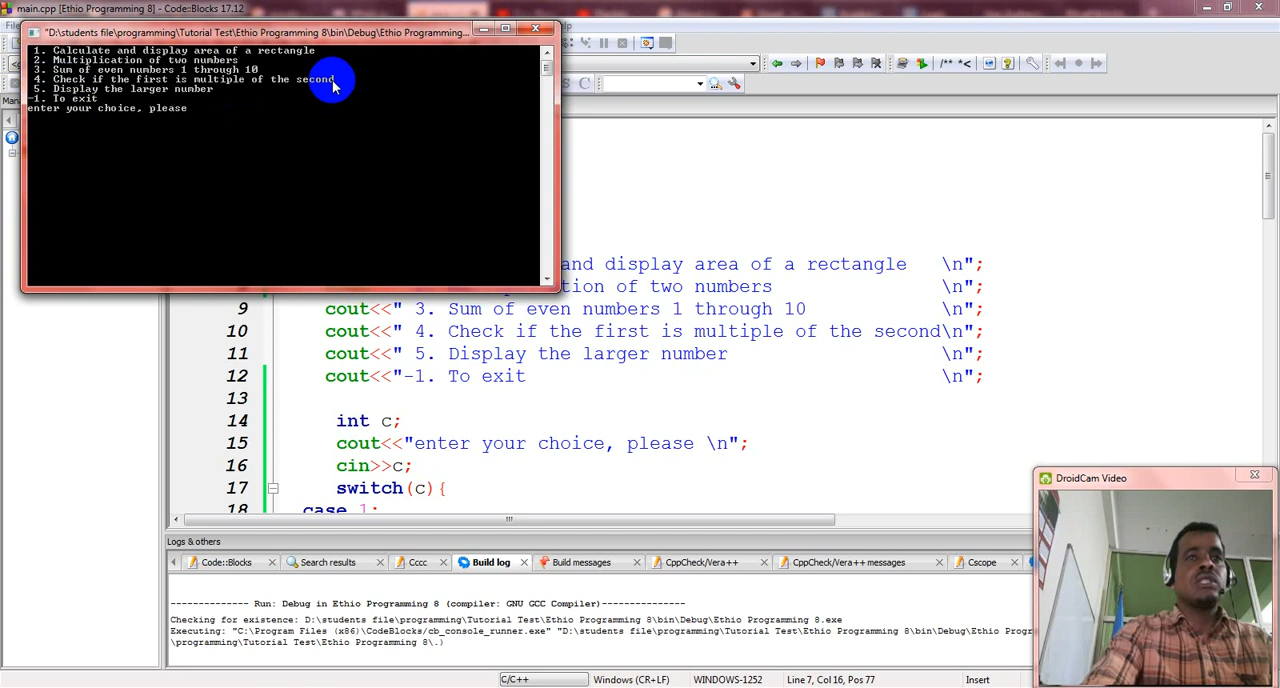 main.cpp [Ethio Programming 8] - Code::Blocks 17.12
"D:\students file\programming\Tutorial Test\Ethio Programming 8\bin\Debug\Ethio Programming...
1. Calculate and display area of a rectangle
2. Multiplication of two numbers
3. Sum of even numbers 1 through 10
4. Check if the first is multiple of the second
5. Display the larger number
-1. To exit
enter your choice, please
/** *<
and display area of a rectangle \n";
tion of two numbers \n";
9 cout<<" 3. Sum of even numbers 1 through 10 \n";
10 cout<<" 4. Check if the first is multiple of the second\n";
11 cout<<" 5. Display the larger number \n";
12 cout<<"-1. To exit \n";
13
14 int c;
15 cout<<"enter your choice, please \n";
16 cin>>c;
17 switch(c){
18 case 1:
DroidCam Video
Logs & others
Code::Blocks
Search results
Cccc
Build log
Build messages
CppCheck/Vera++
CppCheck/Vera++ messages
Cscope
-------------- Run: Debug in Ethio Programming 8 (compiler: GNU GCC Compiler)---------------
Checking for existence: D:\students file\programming\Tutorial Test\Ethio Programming 8\bin\Debug\Ethio Programming 8.exe
Executing: "C:\Program Files (x86)\CodeBlocks/cb_console_runner.exe" "D:\students file\programming\Tutorial Test\Ethio Programming 8\bin\Debug\Ethio Pro
\programming\Tutorial Test\Ethio Programming 8\.)
C/C++
Windows (CR+LF)
WINDOWS-1252
Line 7, Col 16, Pos 77
Insert